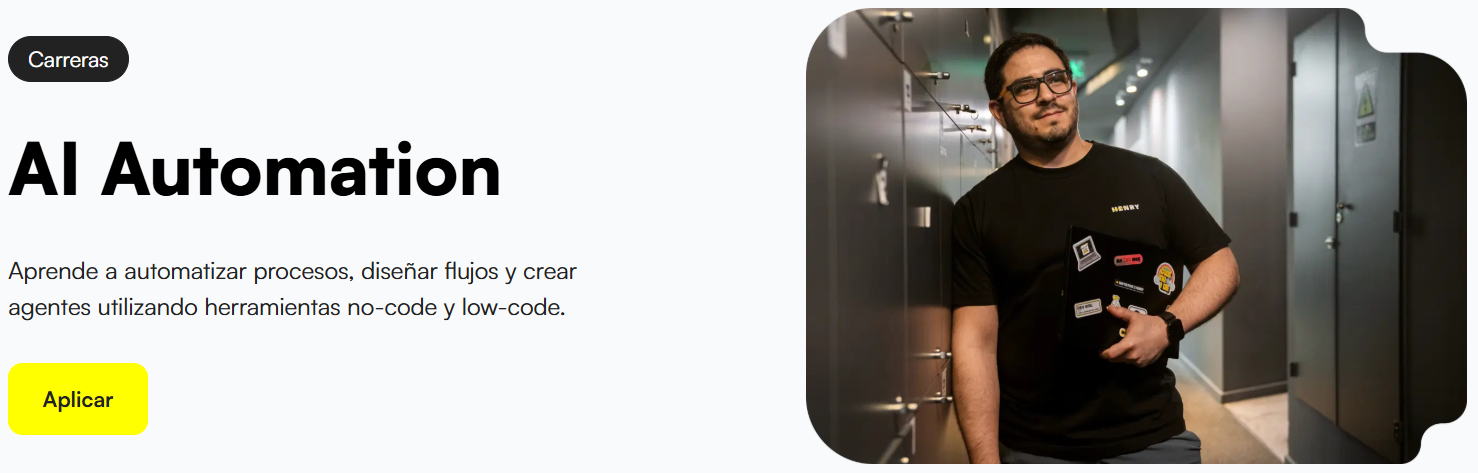 Carreras
AI Automation
Aprende a automatizar procesos, diseñar flujos y crear
agentes utilizando herramientas no-code y low-code.
Aplicar
HENRY